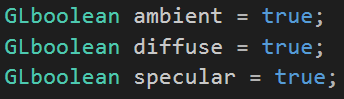 GLboolean ambient = true;
GLboolean diffuse = true;
GLboolean specular = true;